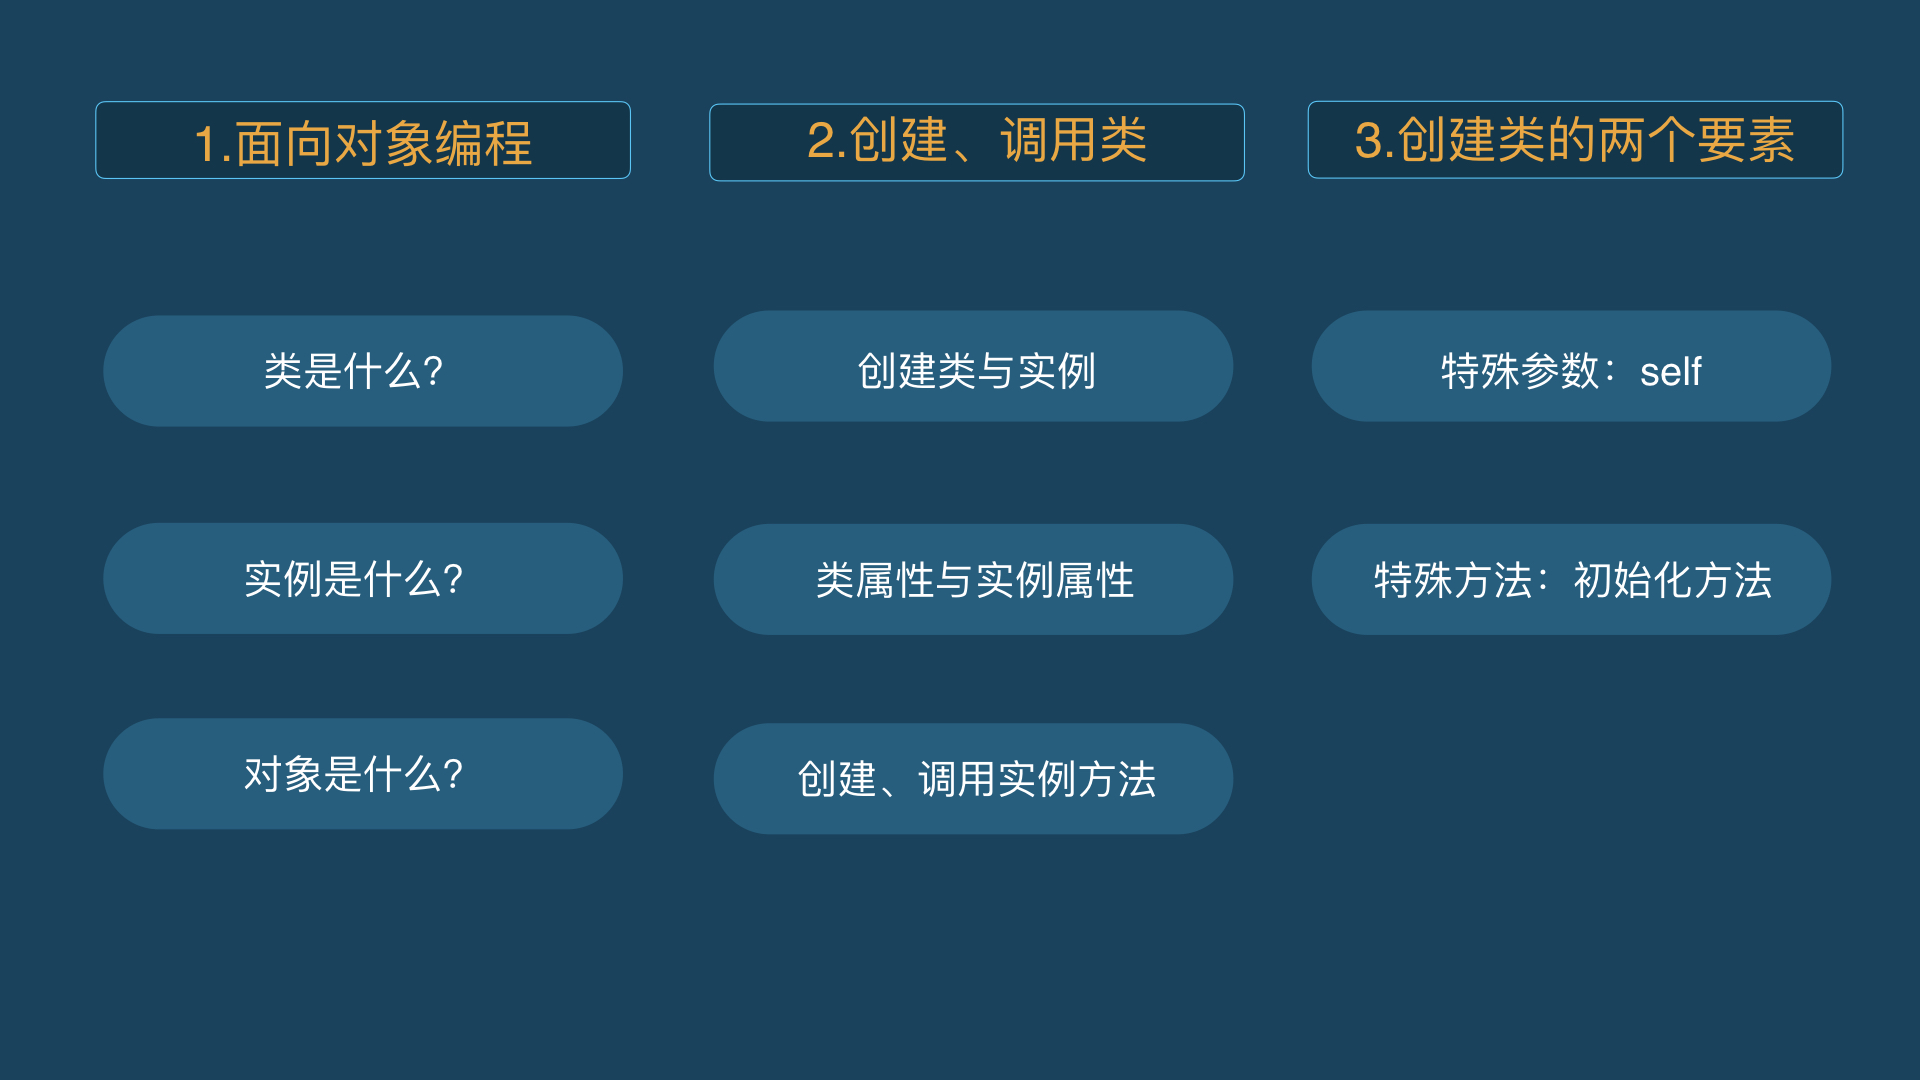 1.面向对象编程
类是什么？
实例是什么？
对象是什么？
2.创建、调用类
创建类与实例
类属性与实例属性
创建、调用实例方法
3.创建类的两个要素
特殊参数：self
特殊方法：初始化方法